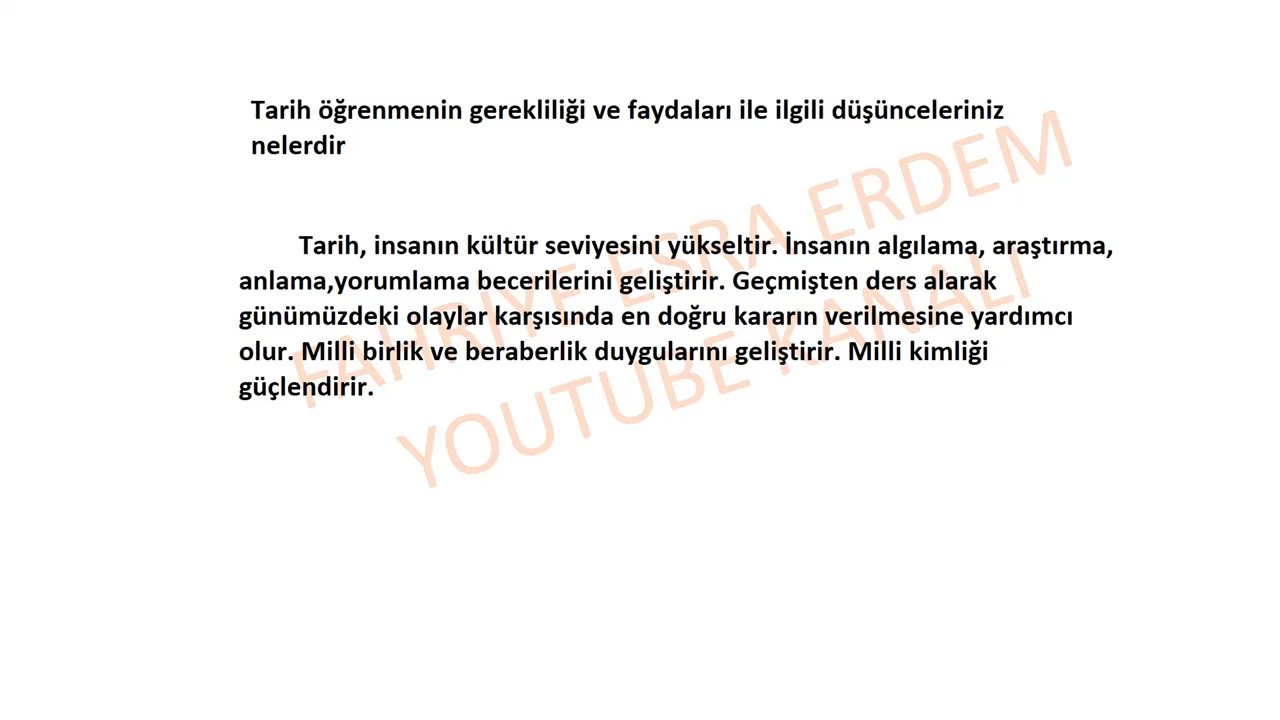 Tarih öğrenmenin gerekliliği ve faydaları ile ilgili düşünceleriniz
nelerdir
Tarih, insanın kültür seviyesini yükseltir. İnsanın algılama, araştırma,
anlama,yorumlama becerilerini geliştirir. Geçmişten ders alarak
günümüzdeki olaylar karşısında en doğru kararın verilmesine yardımcı
olur. Milli birlik ve beraberlik duygularını geliştirir. Milli kimliği
güçlendirir.
FAHRİYE ESRA ERDEM
YOUTUBE KANALI